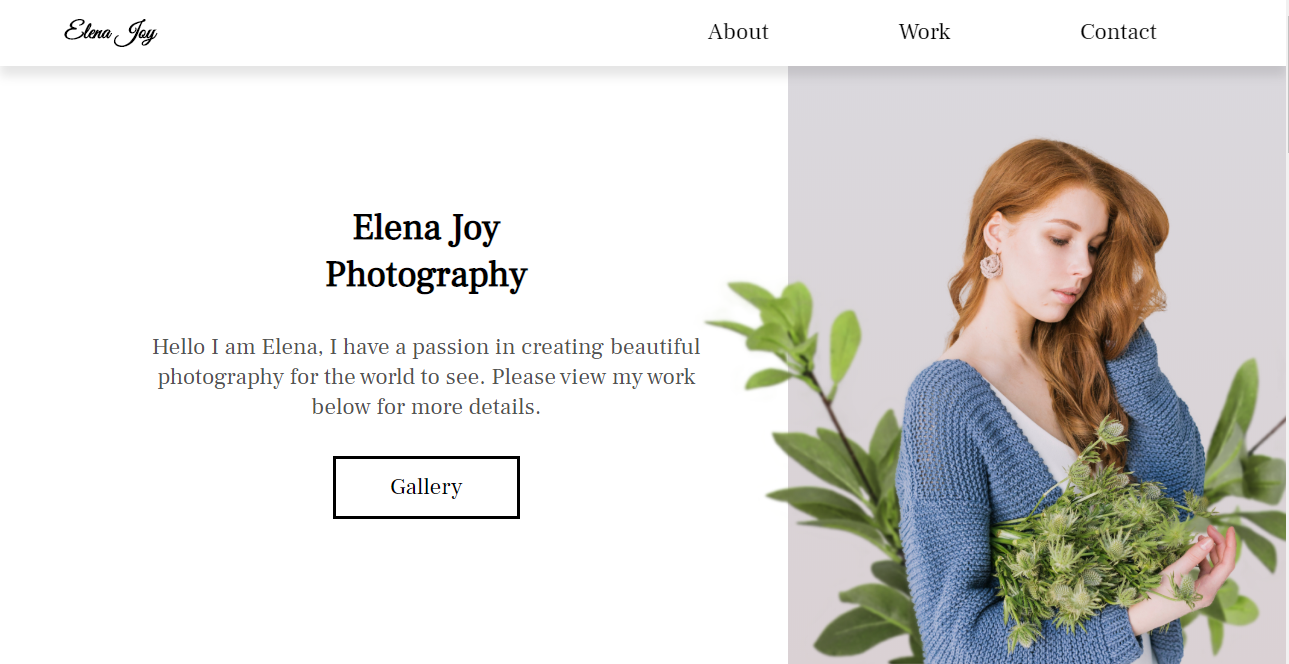 Elena Joy
About
Work
Contact
Elena Joy
Photography
Hello I am Elena, I have a passion in creating beautiful
photography for the world to see. Please view my work
below for more details.
Gallery